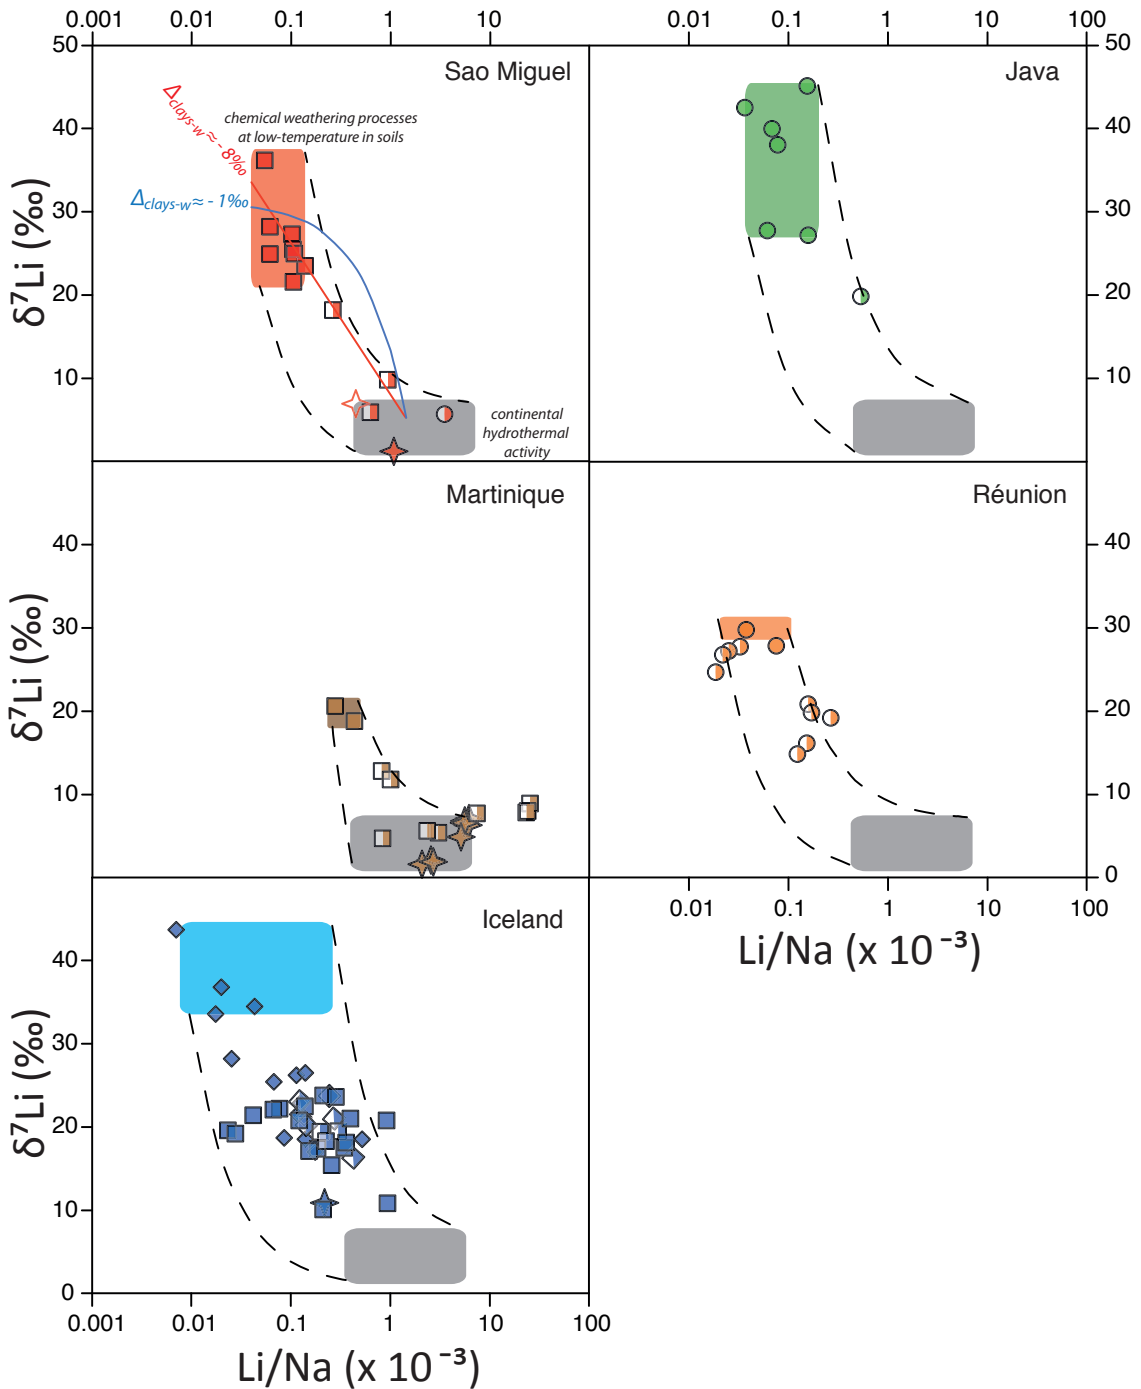 0.001 0.01 0.1 1 10 0.01 0.1 1 10 100
50 50
Sao Miguel Java
Δclays-w ≈ - 8‰
chemical weathering processes
at low-temperature in soils
40 40
Δclays-w ≈ - 1‰
30 30
δ⁷Li (‰)
20 20
10 10
continental
hydrothermal
activity
Martinique Réunion
40 40
30 30
δ⁷Li (‰)
20 20
10 10
0
0.01 0.1 1 10 100
Li/Na (x 10 ⁻³)
Iceland
40
30
δ⁷Li (‰)
20
10
0
0.001 0.01 0.1 1 10 100
Li/Na (x 10 ⁻³)